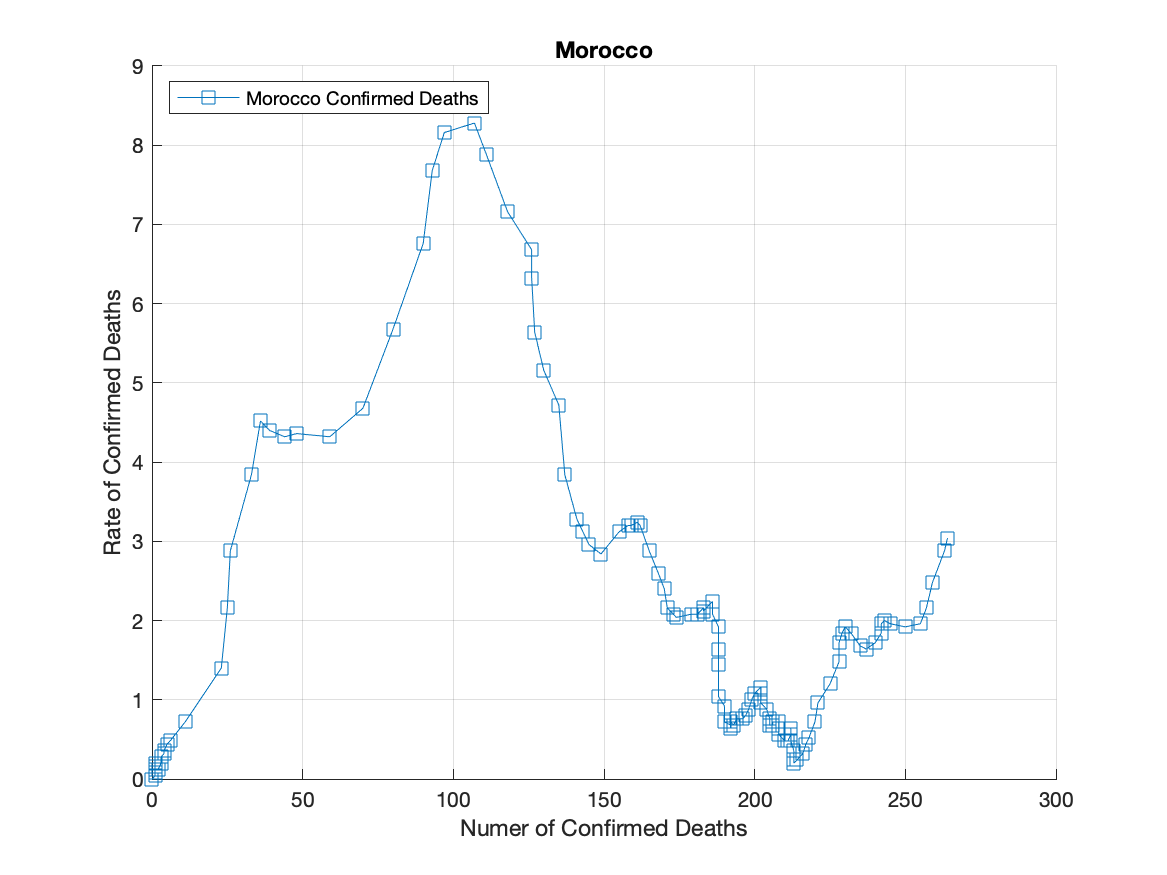 Morocco
Morocco Confirmed Deaths
9
8
7
6
5
4
3
2
1
0
Rate of Confirmed Deaths
0 50 100 150 200 250 300
Numer of Confirmed Deaths